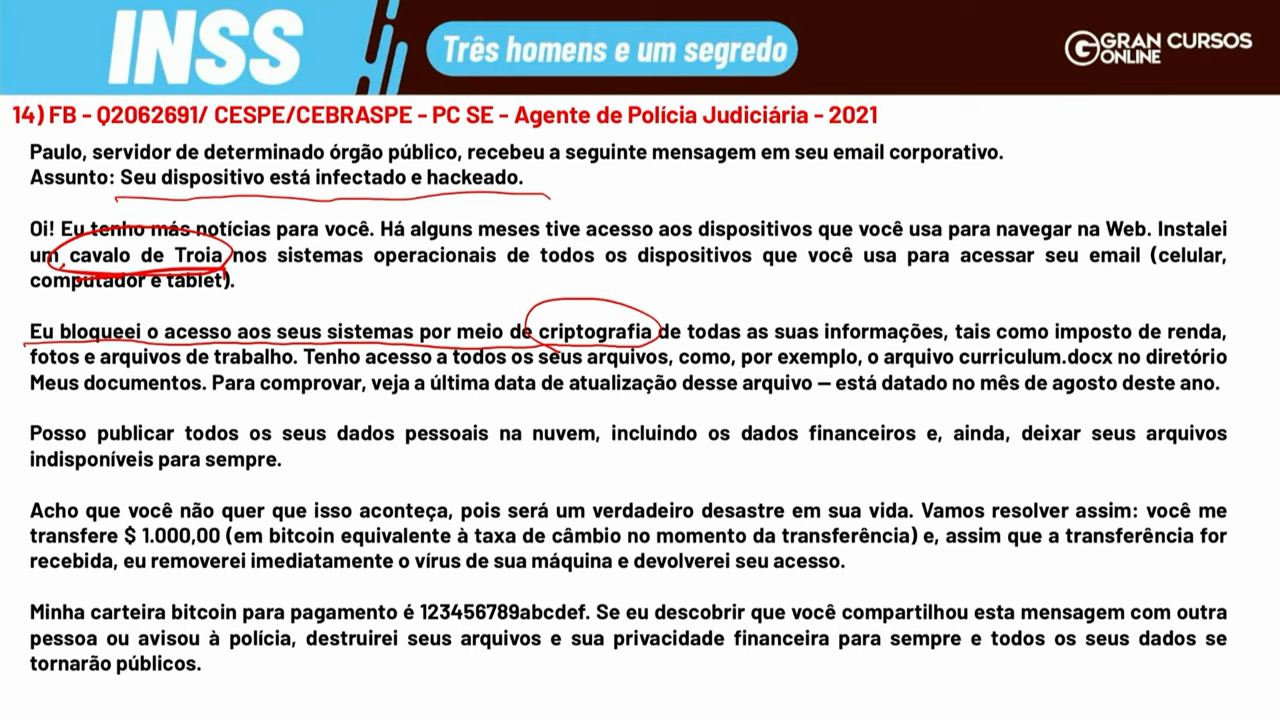 INSS
Três homens e um segredo
GRAN CURSOS
ONLINE
14) FB - Q2062691/ CESPE/CEBRASPE - PC SE - Agente de Polícia Judiciária - 2021
Paulo, servidor de determinado órgão público, recebeu a seguinte mensagem em seu email corporativo.
Assunto: Seu dispositivo está infectado e hackeado.
Oi! Eu tenho más notícias para você. Há alguns meses tive acesso aos dispositivos que você usa para navegar na Web. Instalei
um cavalo de Troia nos sistemas operacionais de todos os dispositivos que você usa para acessar seu email (celular,
computador e tablet).
Eu bloqueei o acesso aos seus sistemas por meio de criptografia de todas as suas informações, tais como imposto de renda,
fotos e arquivos de trabalho. Tenho acesso a todos os seus arquivos, como, por exemplo, o arquivo curriculum.docx no diretório
Meus documentos. Para comprovar, veja a última data de atualização desse arquivo — está datado no mês de agosto deste ano.
Posso publicar todos os seus dados pessoais na nuvem, incluindo os dados financeiros e, ainda, deixar seus arquivos
indisponíveis para sempre.
Acho que você não quer que isso aconteça, pois será um verdadeiro desastre em sua vida. Vamos resolver assim: você me
transfere $ 1.000,00 (em bitcoin equivalente à taxa de câmbio no momento da transferência) e, assim que a transferência for
recebida, eu removerei imediatamente o vírus de sua máquina e devolverei seu acesso.
Minha carteira bitcoin para pagamento é 123456789abcdef. Se eu descobrir que você compartilhou esta mensagem com outra
pessoa ou avisou à polícia, destruirei seus arquivos e sua privacidade financeira para sempre e todos os seus dados se
tornarão públicos.